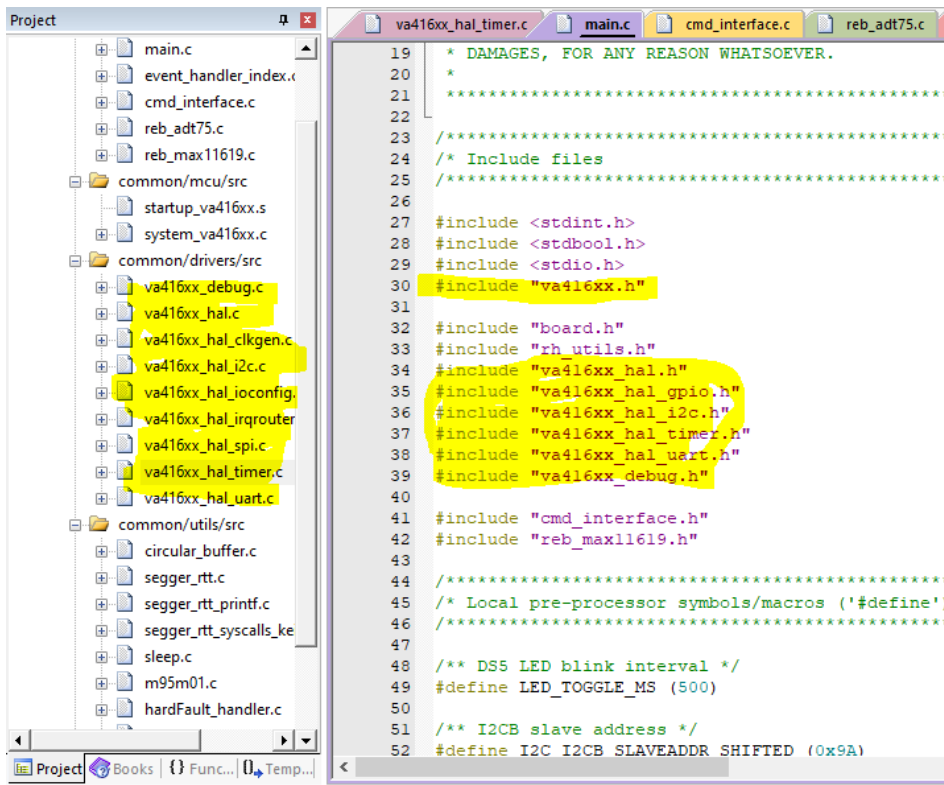 Project
main.c
event_handler_index.c
cmd_interface.c
reb_adt75.c
reb_max11619.c
common/mcu/src
startup_va416xx.s
system_va416xx.c
common/drivers/src
va416xx_debug.c
va416xx_hal.c
va416xx_hal_clkgen.c
va416xx_hal_i2c.c
va416xx_hal_ioconfig.
va416xx_hal_irqrouter
va416xx_hal_spi.c
va416xx_hal_timer.c
va416xx_hal_uart.c
common/utils/src
circular_buffer.c
segger_rtt.c
segger_rtt_printf.c
segger_rtt_syscalls_ke
sleep.c
m95m01.c
hardFault_handler.c
Project Books {} Func... Temp...
va416xx_hal_timer.c main.c cmd_interface.c reb_adt75.c
19 * DAMAGES, FOR ANY REASON WHATSOEVER.
20 *
21 ************************************************
22
23 /************************************************
24 /* Include files
25 /************************************************
26
27 #include <stdint.h>
28 #include <stdbool.h>
29 #include <stdio.h>
30 #include "va416xx.h"
31
32 #include "board.h"
33 #include "rh_utils.h"
34 #include "va416xx_hal.h"
35 #include "va416xx_hal_gpio.h"
36 #include "va416xx_hal_i2c.h"
37 #include "va416xx_hal_timer.h"
38 #include "va416xx_hal_uart.h"
39 #include "va416xx_debug.h"
40
41 #include "cmd_interface.h"
42 #include "reb_max11619.h"
43
44 /************************************************
45 /* Local pre-processor symbols/macros ('#define')
46 /************************************************
47
48 /** DS5 LED blink interval */
49 #define LED_TOGGLE_MS (500)
50
51 /** I2CB slave address */
52 #define I2C_I2CB_SLAVEADDR_SHIFTED (0x9A)